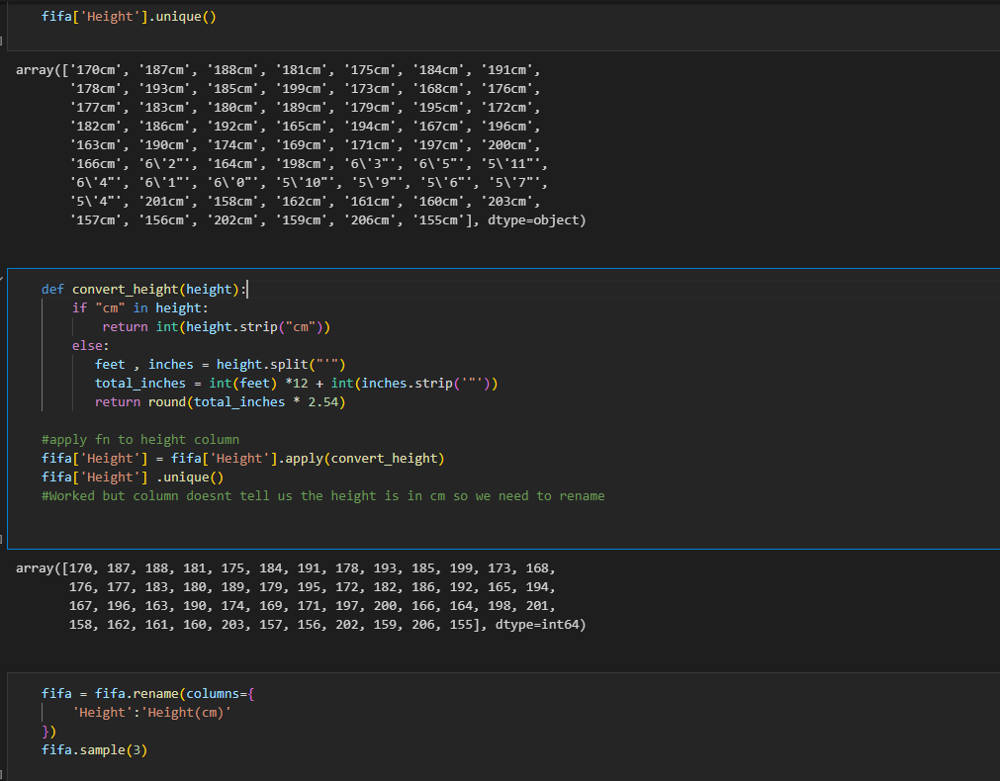 fifa['Height'].unique()
array(['170cm', '187cm', '188cm', '181cm', '175cm', '184cm', '191cm',
'178cm', '193cm', '185cm', '199cm', '173cm', '168cm', '176cm',
'177cm', '183cm', '180cm', '189cm', '179cm', '195cm', '172cm',
'182cm', '186cm', '192cm', '165cm', '194cm', '167cm', '196cm',
'163cm', '190cm', '174cm', '169cm', '171cm', '197cm', '200cm',
'166cm', '6\'2"', '164cm', '198cm', '6\'3"', '6\'5"', '5\'11"',
'6\'4"', '6\'1"', '6\'0"', '5\'10"', '5\'9"', '5\'6"', '5\'7"',
'5\'4"', '201cm', '158cm', '162cm', '161cm', '160cm', '203cm',
'157cm', '156cm', '202cm', '159cm', '206cm', '155cm'], dtype=object)
def convert_height(height):
if "cm" in height:
return int(height.strip("cm"))
else:
feet , inches = height.split("'")
total_inches = int(feet) *12 + int(inches.strip('"'))
return round(total_inches * 2.54)
#apply fn to height column
fifa['Height'] = fifa['Height'].apply(convert_height)
fifa['Height'] .unique()
#Worked but column doesnt tell us the height is in cm so we need to rename
array([170, 187, 188, 181, 175, 184, 191, 178, 193, 185, 199, 173, 168,
176, 177, 183, 180, 189, 179, 195, 172, 182, 186, 192, 165, 194,
167, 196, 163, 190, 174, 169, 171, 197, 200, 166, 164, 198, 201,
158, 162, 161, 160, 203, 157, 156, 202, 159, 206, 155], dtype=int64)
fifa = fifa.rename(columns={
'Height':'Height(cm)'
})
fifa.sample(3)